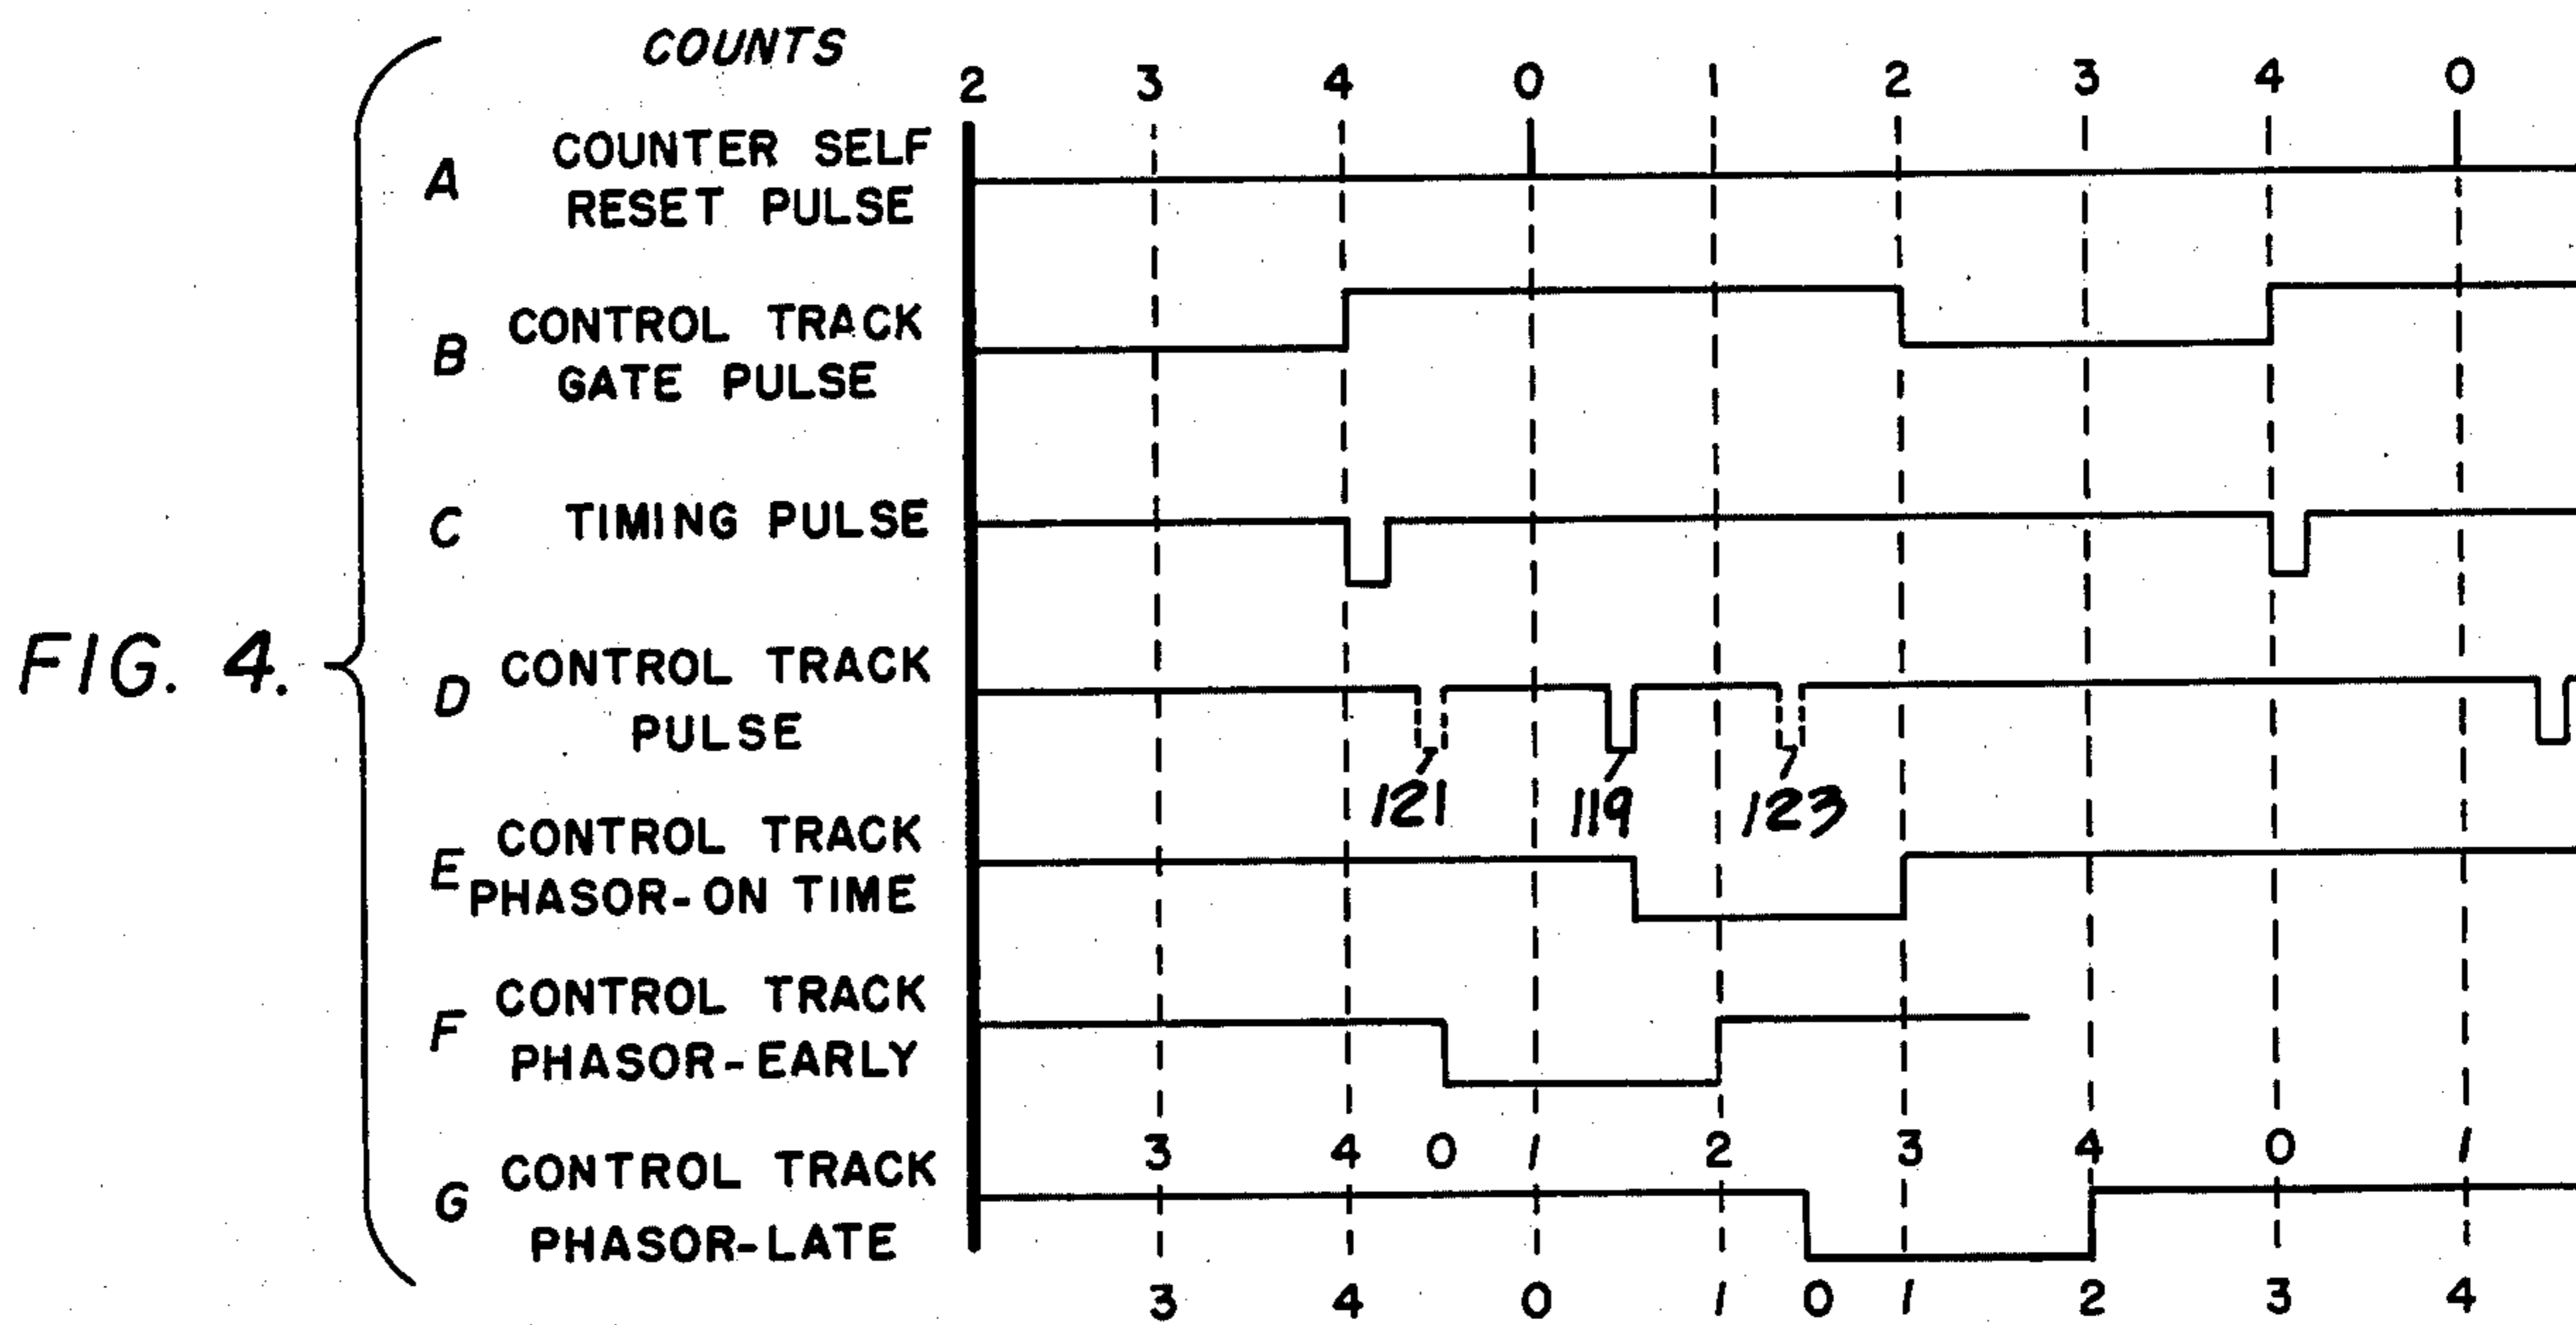 COUNTS
2 3 4 0 1 2 3 4 0
A COUNTER SELF
RESET PULSE
B CONTROL TRACK
GATE PULSE
C TIMING PULSE
FIG. 4.
D CONTROL TRACK
PULSE
121 119 123
E CONTROL TRACK
PHASOR-ON TIME
F CONTROL TRACK
PHASOR-EARLY
3 4 0 1 2 3 4 0 1
G CONTROL TRACK
PHASOR-LATE
3 4 0 1 0 1 2 3 4